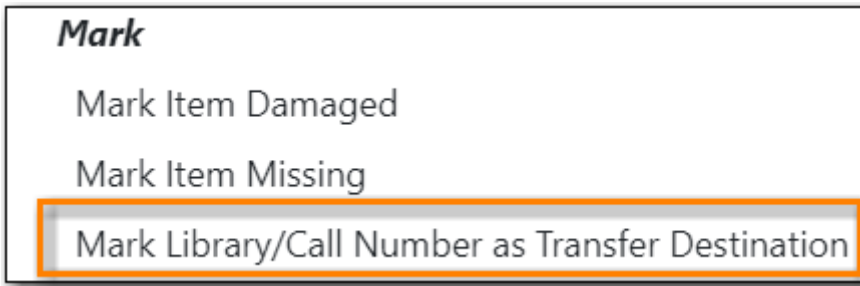 Mark
Mark Item Damaged
Mark Item Missing
Mark Library/Call Number as Transfer Destination